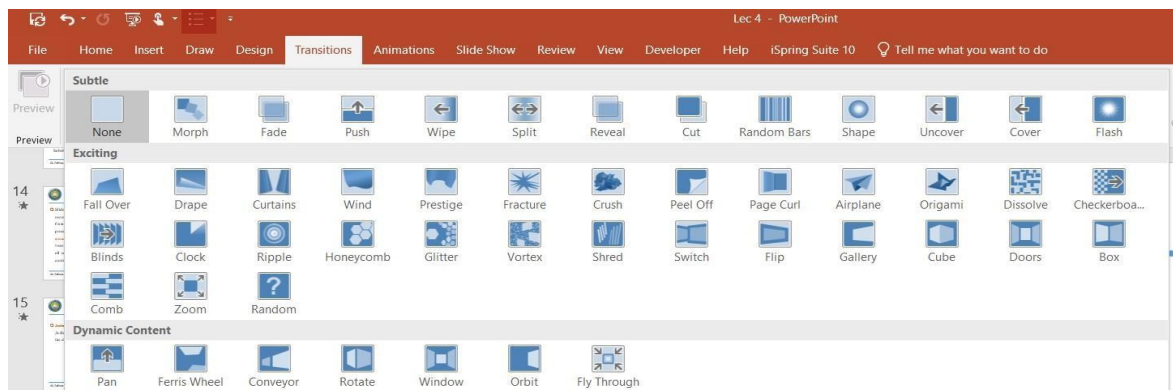 Lec 4 - PowerPoint
File Home Insert Draw Design Transitions Animations Slide Show Review View Developer Help iSpring Suite 10 Tell me what you want to do
Preview
Preview
Subtle
None Morph Fade Push Wipe Split Reveal Cut Random Bars Shape Uncover Cover Flash
Exciting
14
Fall Over Drape Curtains Wind Prestige Fracture Crush Peel Off Page Curl Airplane Origami Dissolve Checkerboa...
Blinds Clock Ripple Honeycomb Glitter Vortex Shred Switch Flip Gallery Cube Doors Box
15
Comb Zoom Random
Dynamic Content
Pan Ferris Wheel Conveyor Rotate Window Orbit Fly Through